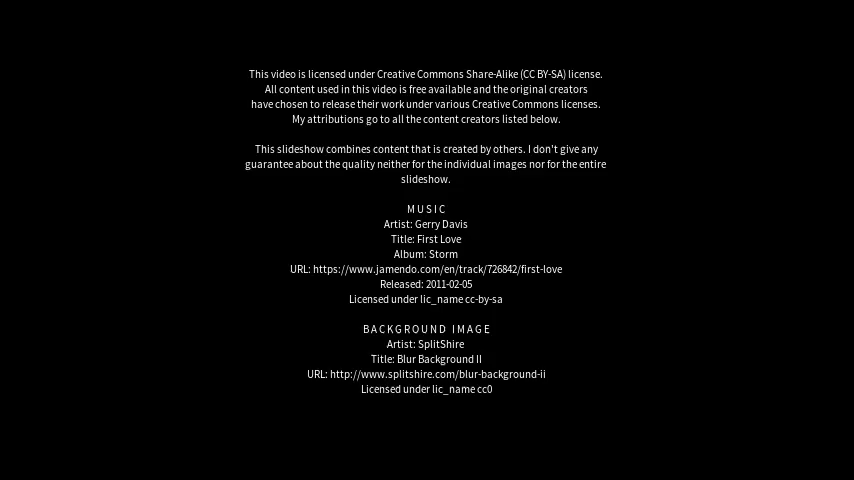 This video is licensed under Creative Commons Share-Alike (CC BY-SA) license.
All content used in this video is free available and the original creators
have chosen to release their work under various Creative Commons licenses.
My attributions go to all the content creators listed below.
This slideshow combines content that is created by others. I don't give any
guarantee about the quality neither for the individual images nor for the entire
slideshow.
MUSIC
Artist: Gerry Davis
Title: First Love
Album: Storm
URL: https://www.jamendo.com/en/track/726842/first-love
Released: 2011-02-05
Licensed under lic_name cc-by-sa
BACKGROUND IMAGE
Artist: SplitShire
Title: Blur Background II
URL: http://www.splitshire.com/blur-background-ii
Licensed under lic_name cc0